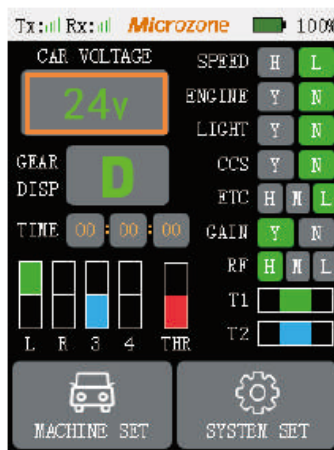 Tx: Rx: Microzone 100%
CAR VOLTAGE
24v
GEAR DISP
D
TIME 00:00:00
L R 3 4 THR
SPEED H L
ENGINE Y N
LIGHT Y N
CCS Y N
ETC H M L
GAIN Y N
RF H M L
T1
T2
MACHINE SET
SYSTEM SET